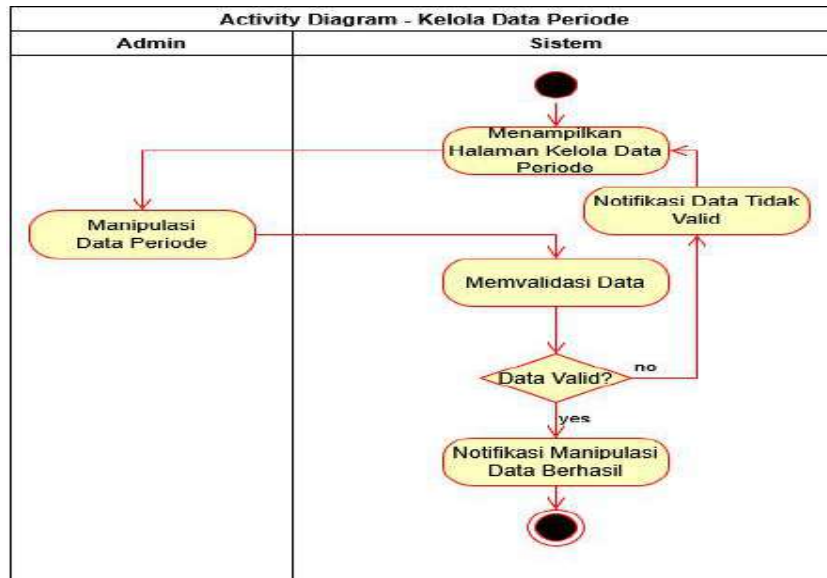 Activity Diagram - Kelola Data Periode
Admin
Sistem
Menampilkan
Halaman Kelola Data
Periode
Notifikasi Data Tidak
Valid
Manipulasi
Data Periode
Memvalidasi Data
Data Valid?
no
yes
Notifikasi Manipulasi
Data Berhasil